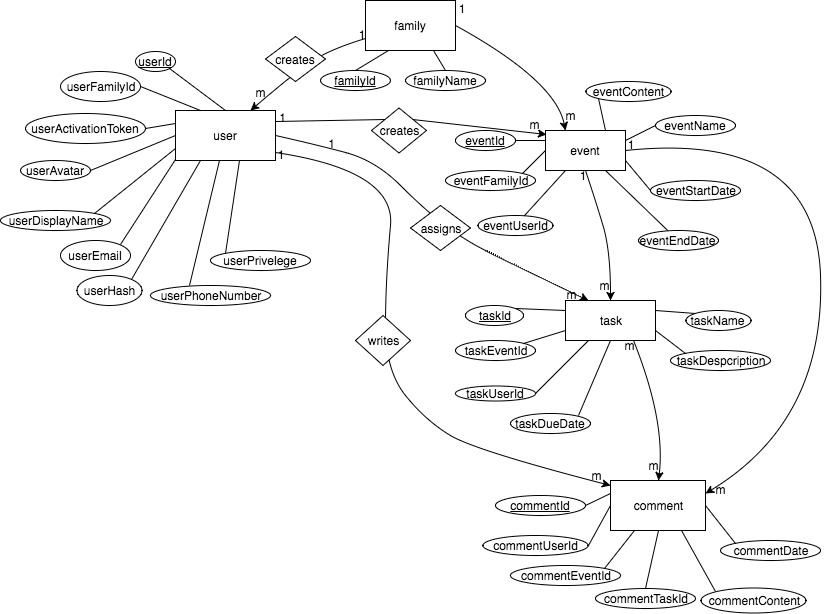 family
1
1
creates
familyId
familyName
m
userId
userFamilyId
userActivationToken
userAvatar
userDisplayName
userEmail
userHash
userPhoneNumber
userPrivelege
user
1
1
1
creates
m
m
eventContent
eventName
eventId
event
1
1
eventFamilyId
eventUserId
eventStartDate
eventEndDate
assigns
m
m
taskId
task
taskName
taskEventId
taskDespcription
taskUserId
taskDueDate
m
writes
m
m
m
commentId
comment
commentUserId
commentEventId
commentTaskId
commentContent
commentDate